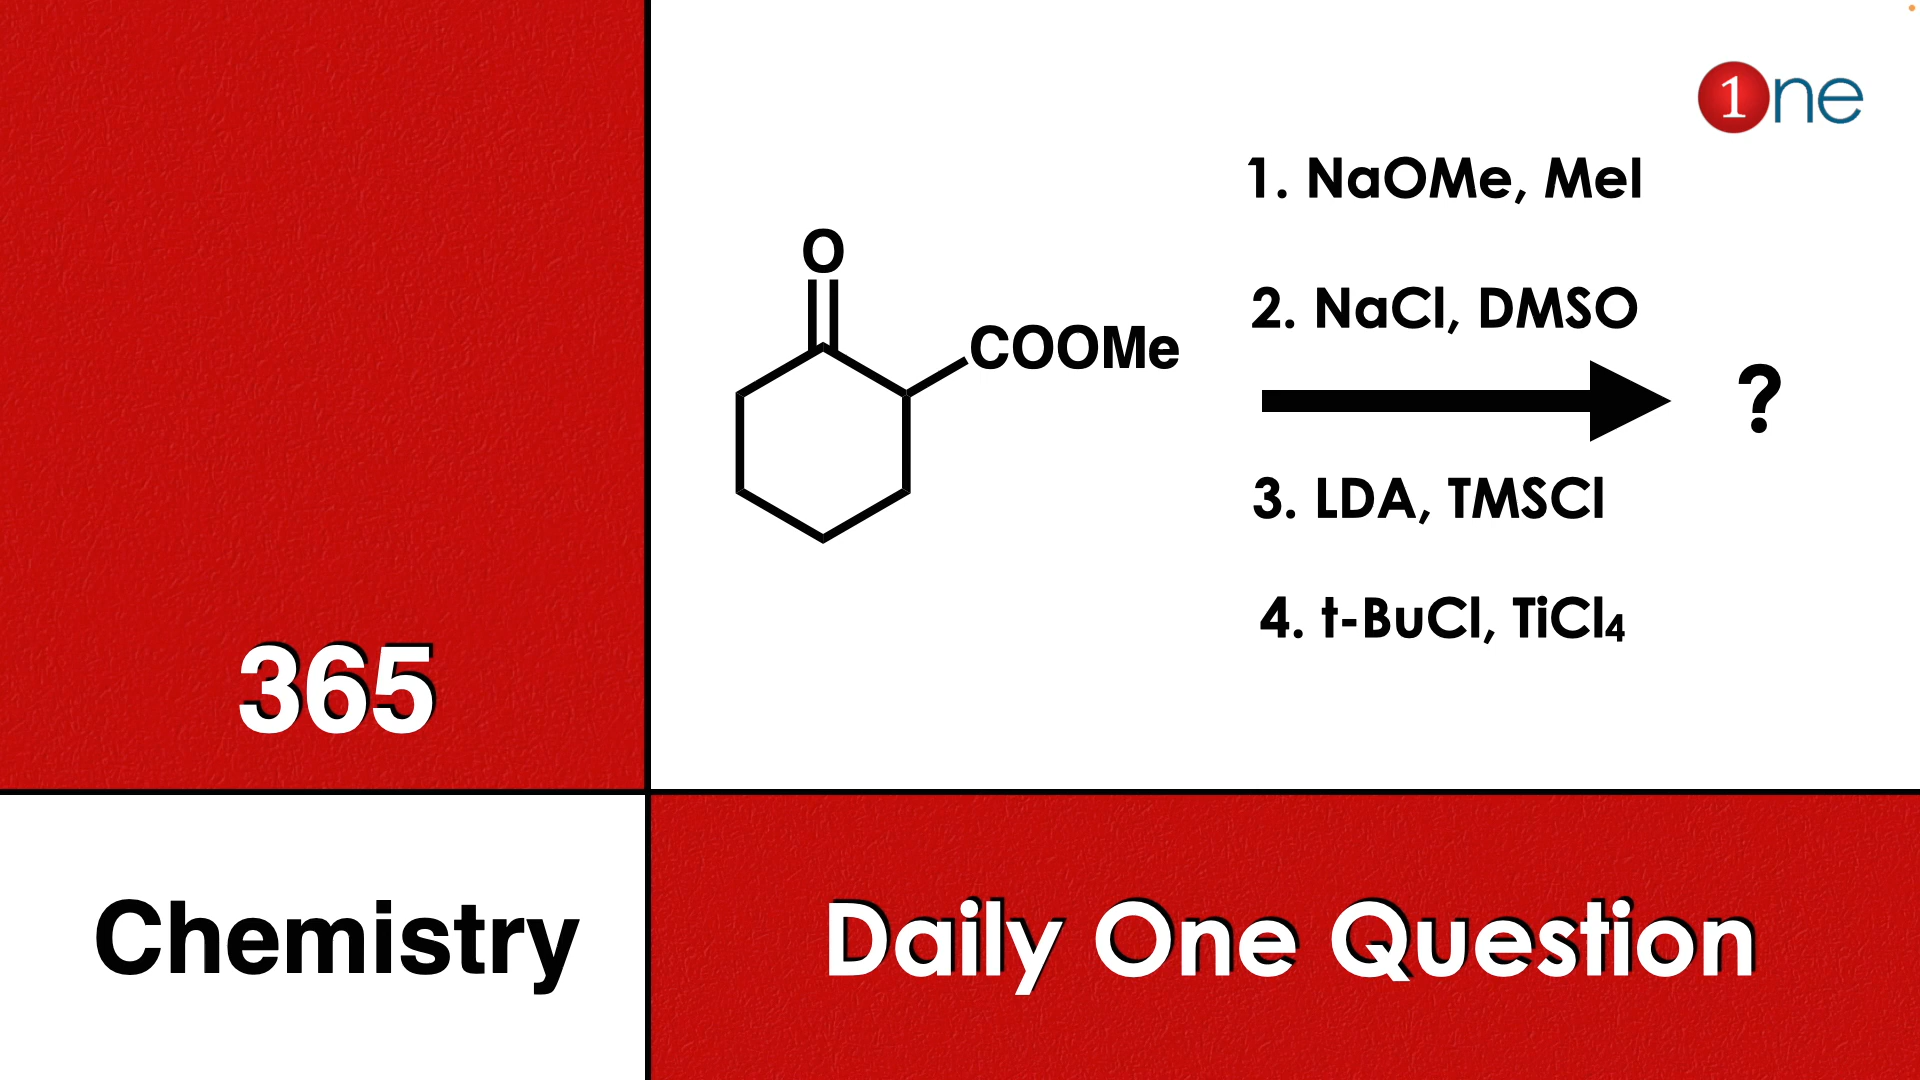 1ne
1. NaOMe, MeI
2. NaCl, DMSO
O
COOMe
?
3. LDA, TMSCl
4. t-BuCl, TiCl₄
365
Chemistry
Daily One Question